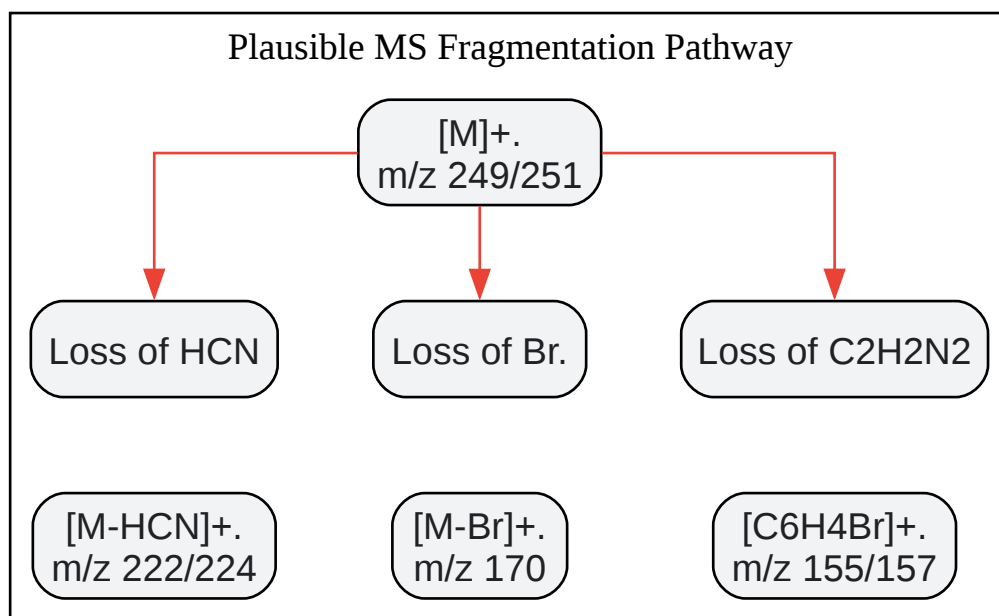 Plausible MS Fragmentation Pathway
[M]+.
m/z 249/251
Loss of HCN
Loss of Br.
Loss of C2H2N2
[M-HCN]+.
m/z 222/224
[M-Br]+.
m/z 170
[C6H4Br]+.
m/z 155/157